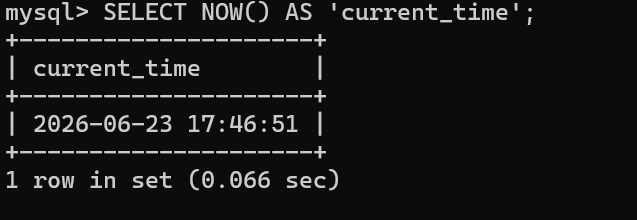 mysql> SELECT NOW() AS 'current_time';
+---------------------+
| current_time        |
+---------------------+
| 2026-06-23 17:46:51 |
+---------------------+
1 row in set (0.066 sec)